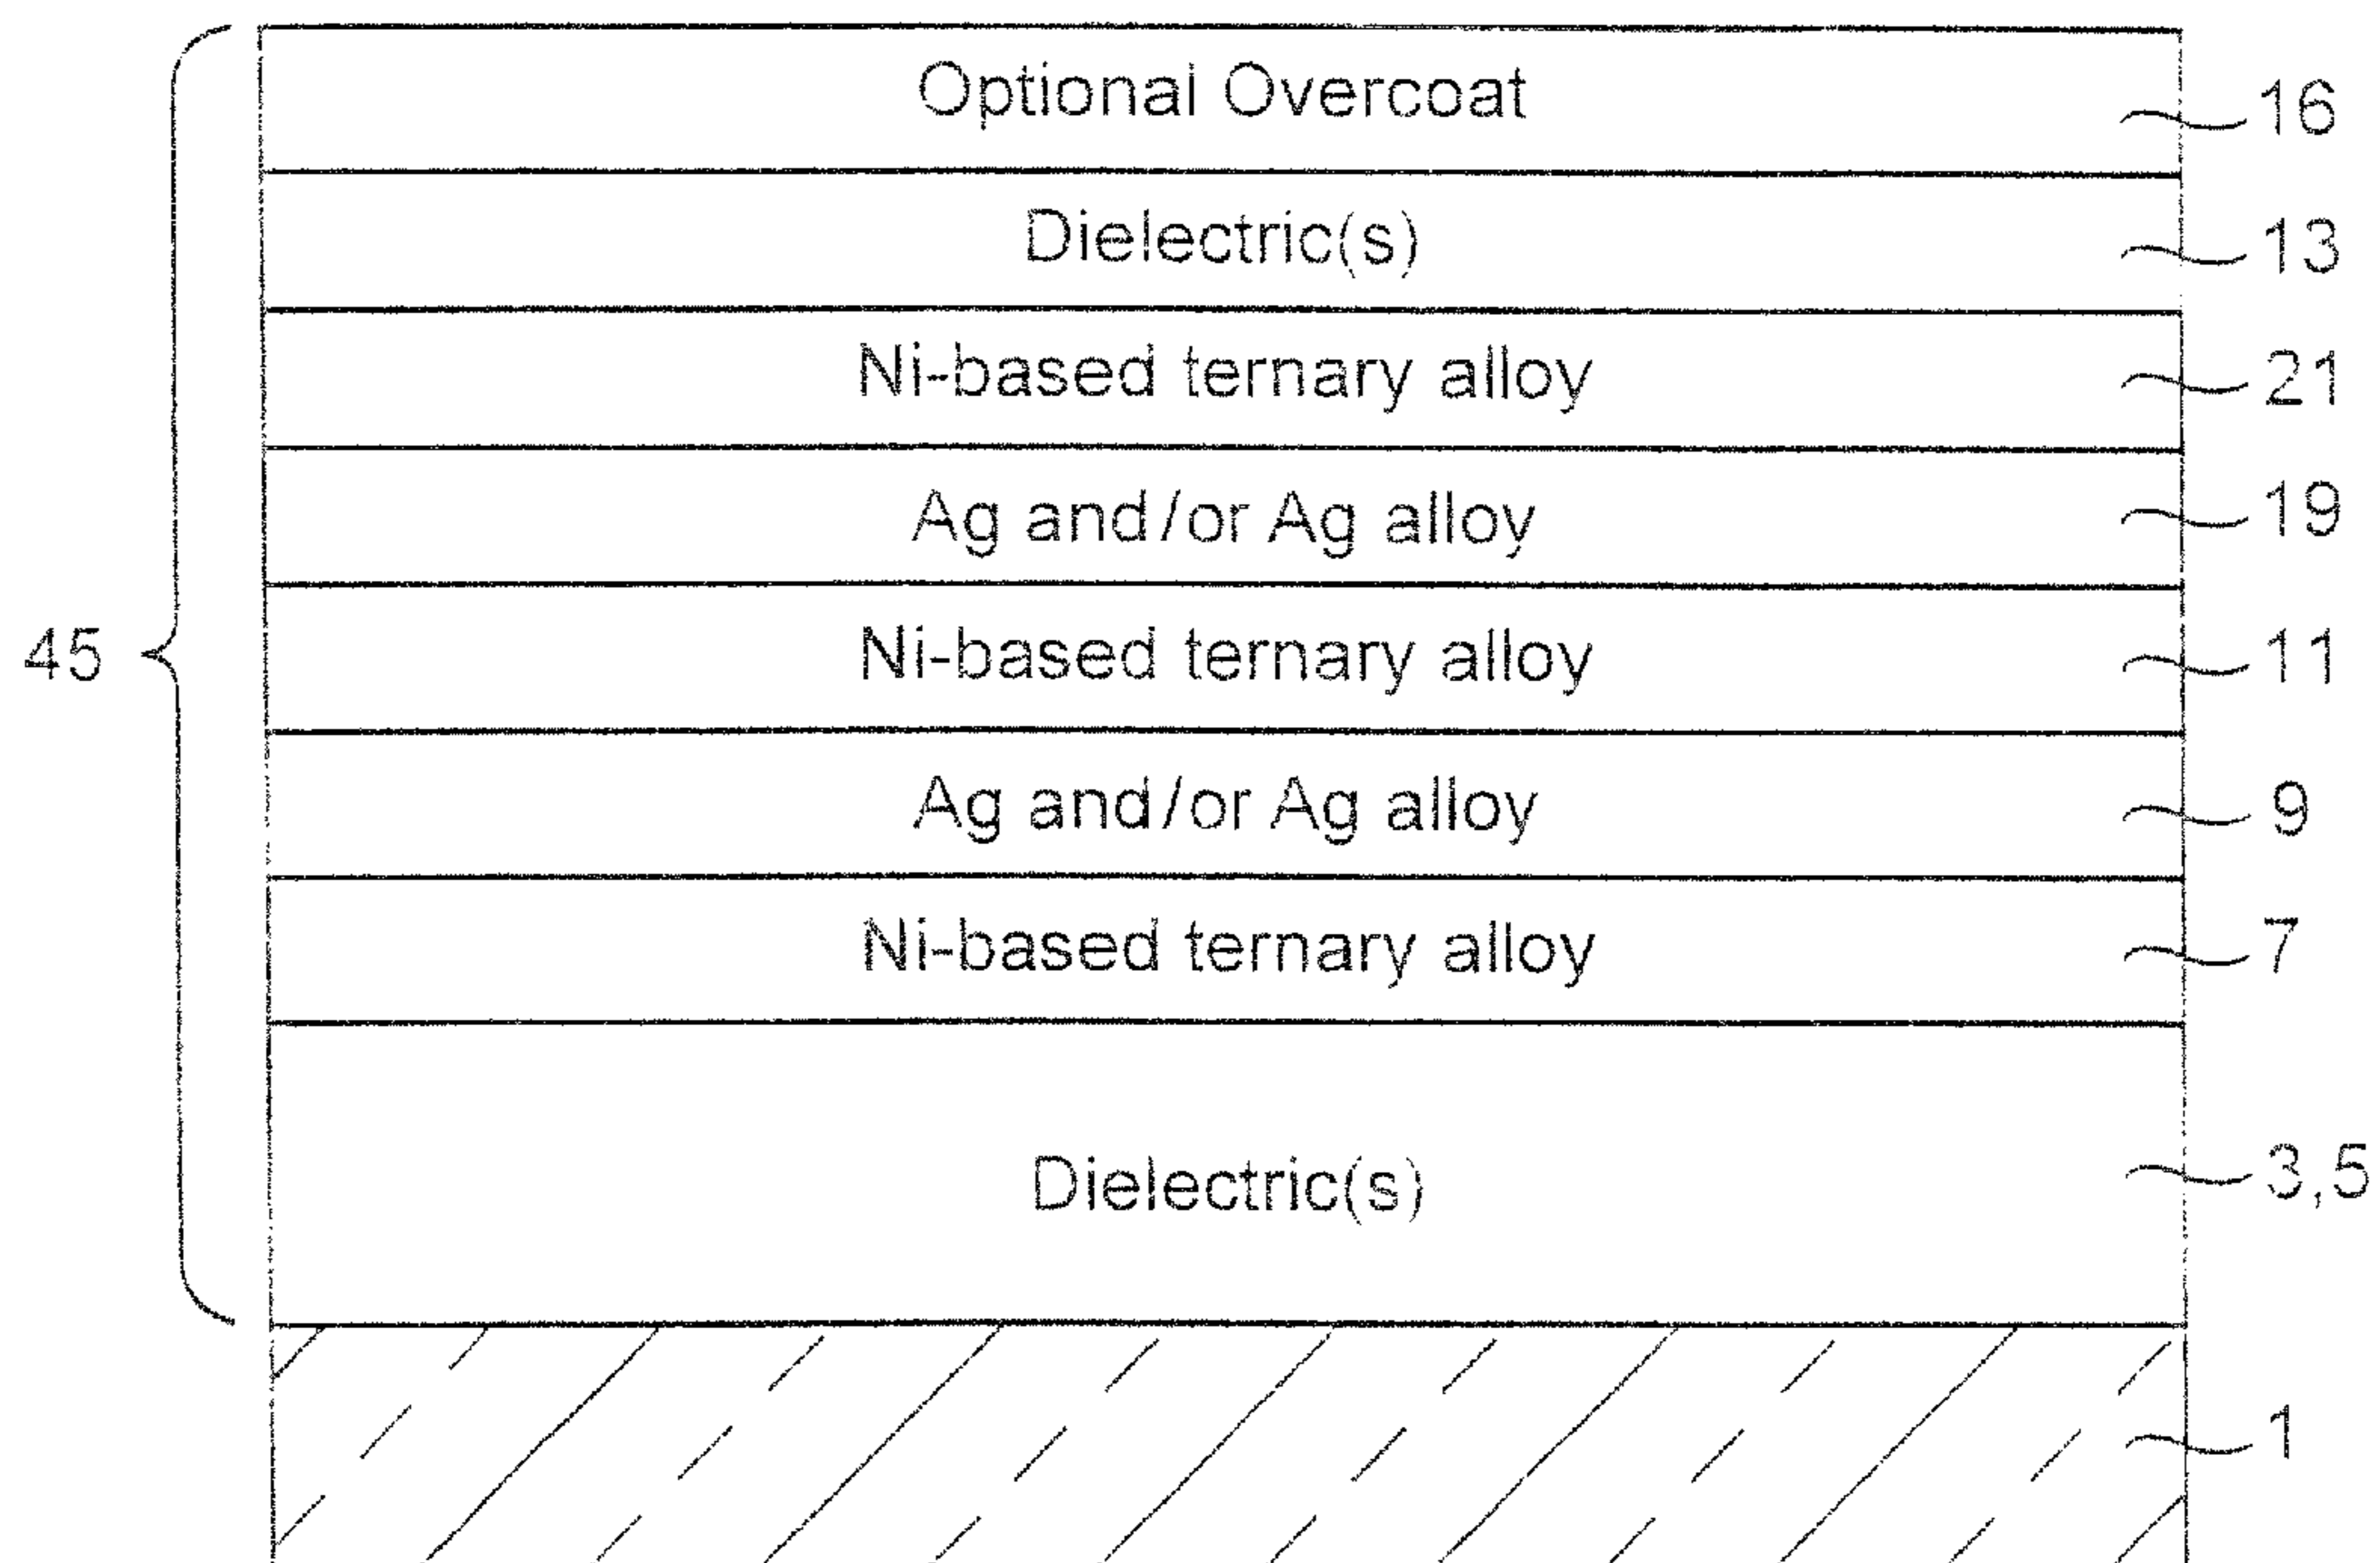 Optional Overcoat 16
Dielectric(s) 13
Ni-based ternary alloy 21
Ag and/or Ag alloy 19
45 Ni-based ternary alloy 11
Ag and/or Ag alloy 9
Ni-based ternary alloy 7
Dielectric(s) 3,5
1